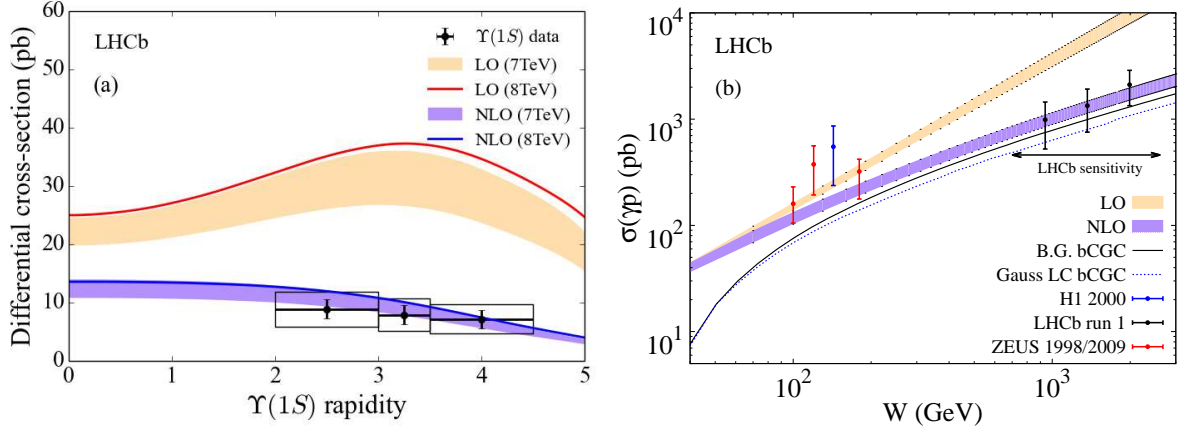 LHCb
(a)
Υ(1S) data
LO (7TeV)
LO (8TeV)
NLO (7TeV)
NLO (8TeV)
Differential cross-section (pb)
60
50
40
30
20
10
0
0 1 2 3 4 5
Υ(1S) rapidity
LHCb
(b)
σ(γp) (pb)
10⁴
10³
10²
10¹
LHCb sensitivity
LO
NLO
B.G. bCGC
Gauss LC bCGC
H1 2000
LHCb run 1
ZEUS 1998/2009
10² 10³
W (GeV)